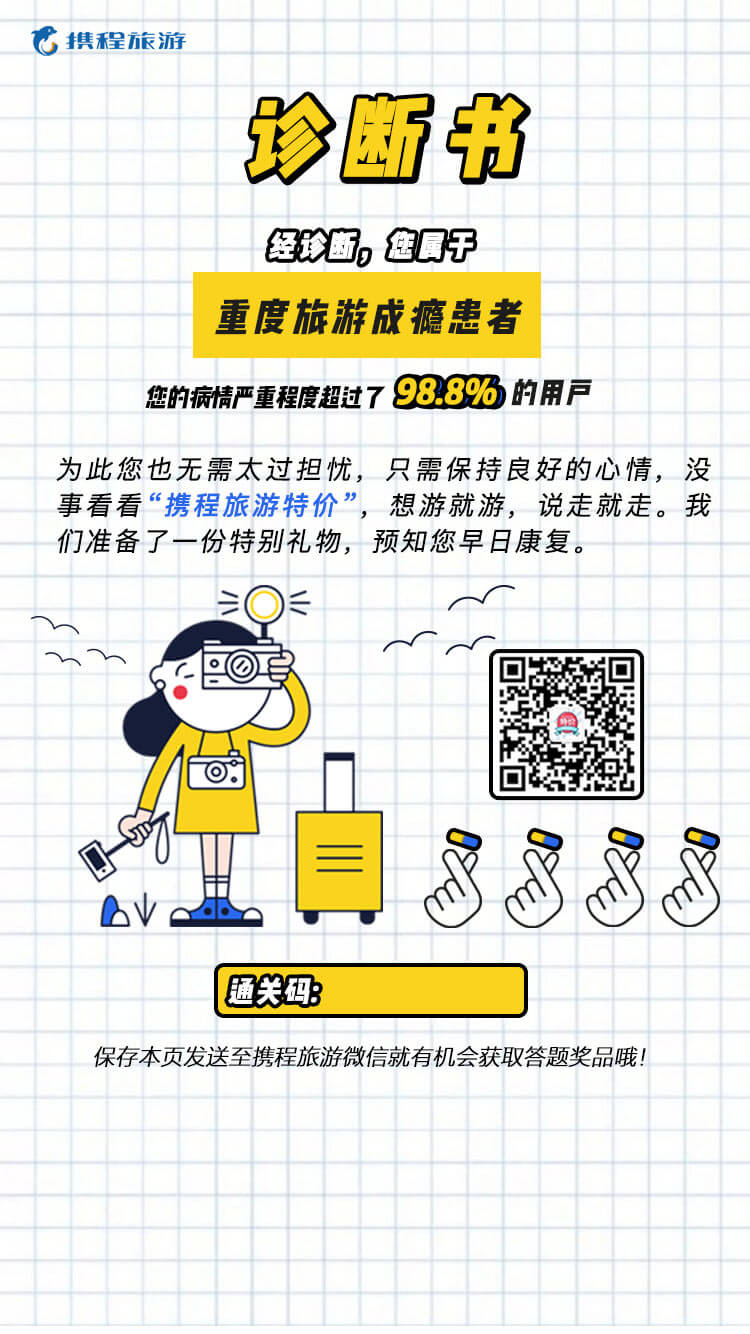 携程旅游
诊断书
经诊断，您属于
重度旅游成瘾患者
您的病情严重程度超过了 98.8% 的用户
为此您也无需太过担忧，只需保持良好的心情，没
事看看“携程旅游特价”，想游就游，说走就走。我
们准备了一份特别礼物，预知您早日康复。
特价
通关码:
保存本页发送至携程旅游微信就有机会获取答题奖品哦！